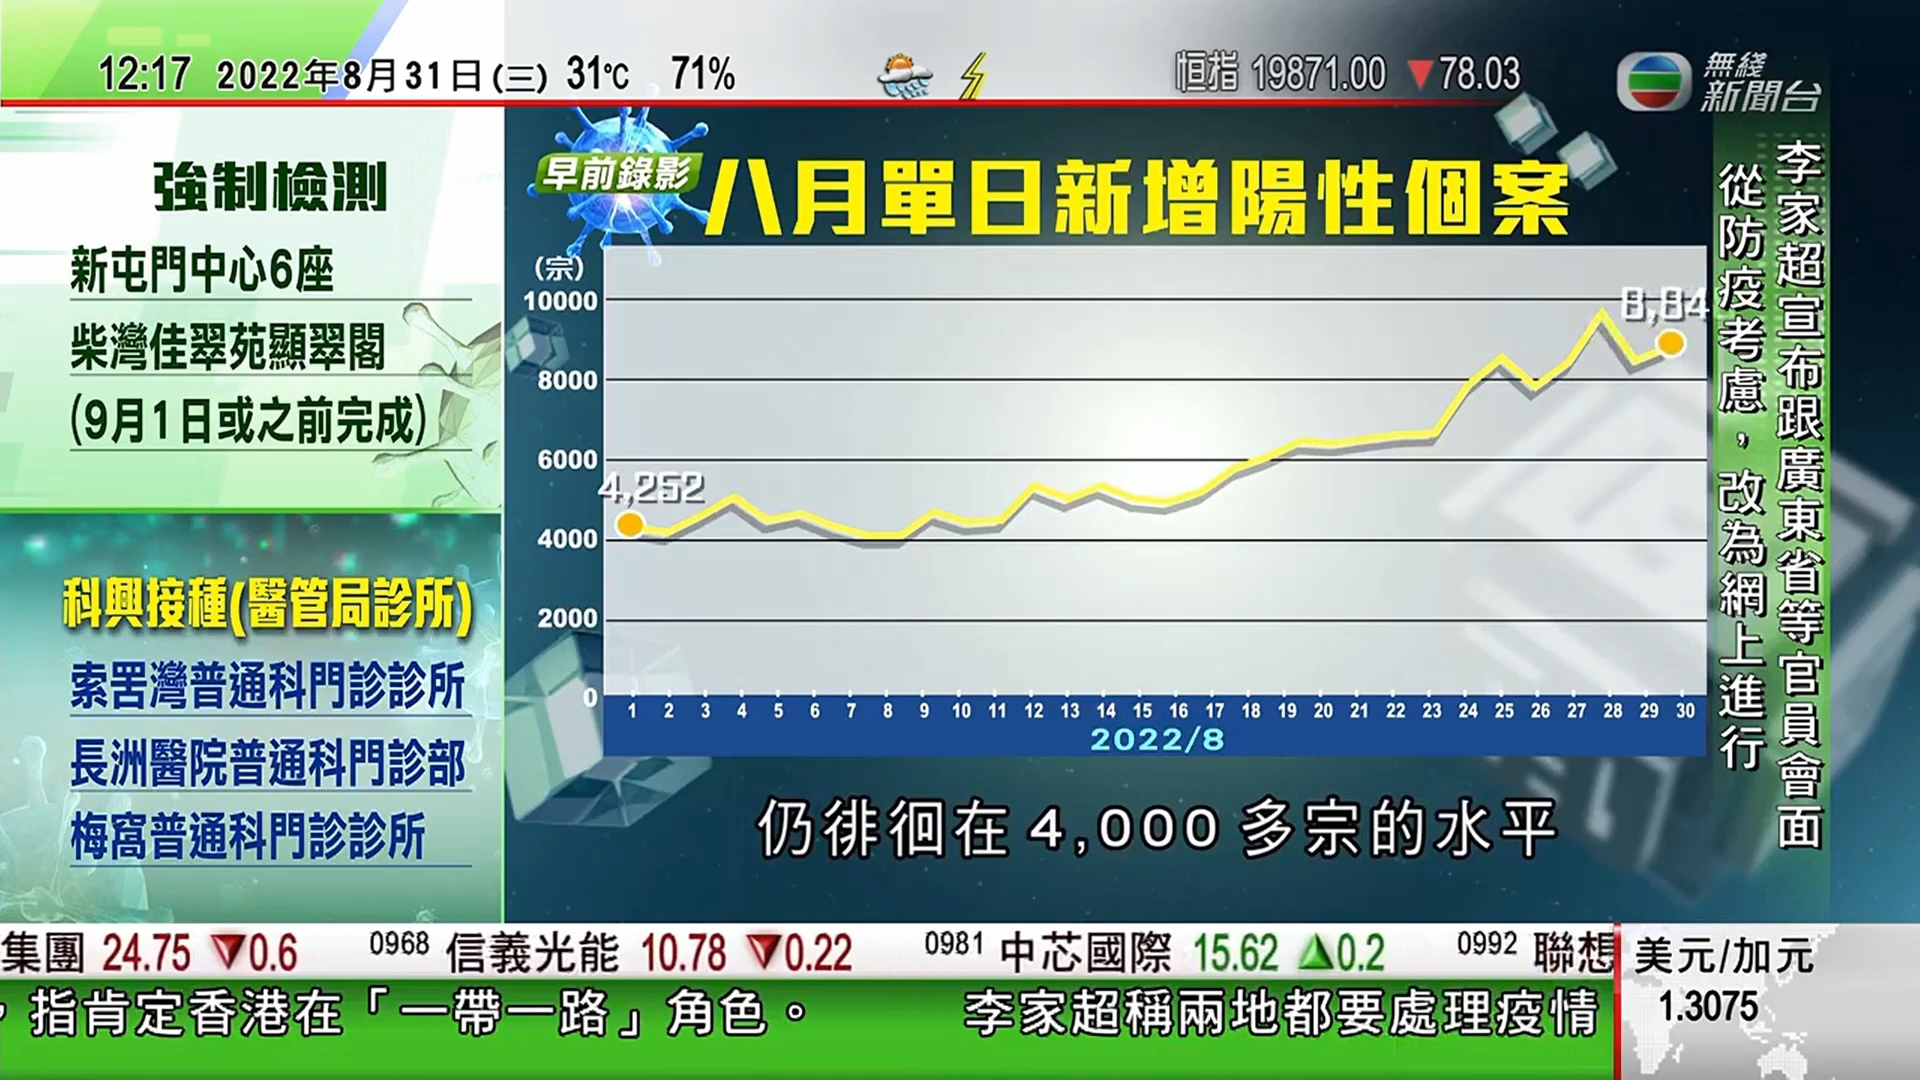 12:17 2022年8月31日(三) 31℃ 71%
恒指 19871.00 ▼78.03
無綫
新聞台
強制檢測
新屯門中心6座
柴灣佳翠苑顯翠閣
(9月1日或之前完成)
科興接種(醫管局診所)
索罟灣普通科門診診所
長洲醫院普通科門診部
梅窩普通科門診診所
早前錄影
八月單日新增陽性個案
(宗)
10000
8000
6000
4000
2000
0
4,252
8,84
1 2 3 4 5 6 7 8 9 10 11 12 13 14 15 16 17 18 19 20 21 22 23 24 25 26 27 28 29 30
2022/8
仍徘徊在4,000多宗的水平
李家超宣布跟廣東省等官員會面
從防疫考慮，改為網上進行
集團 24.75 ▼0.6 0968 信義光能 10.78 ▼0.22 0981 中芯國際 15.62 ▲0.2 0992 聯想
，指肯定香港在「一帶一路」角色。 李家超稱兩地都要處理疫情
美元/加元
1.3075